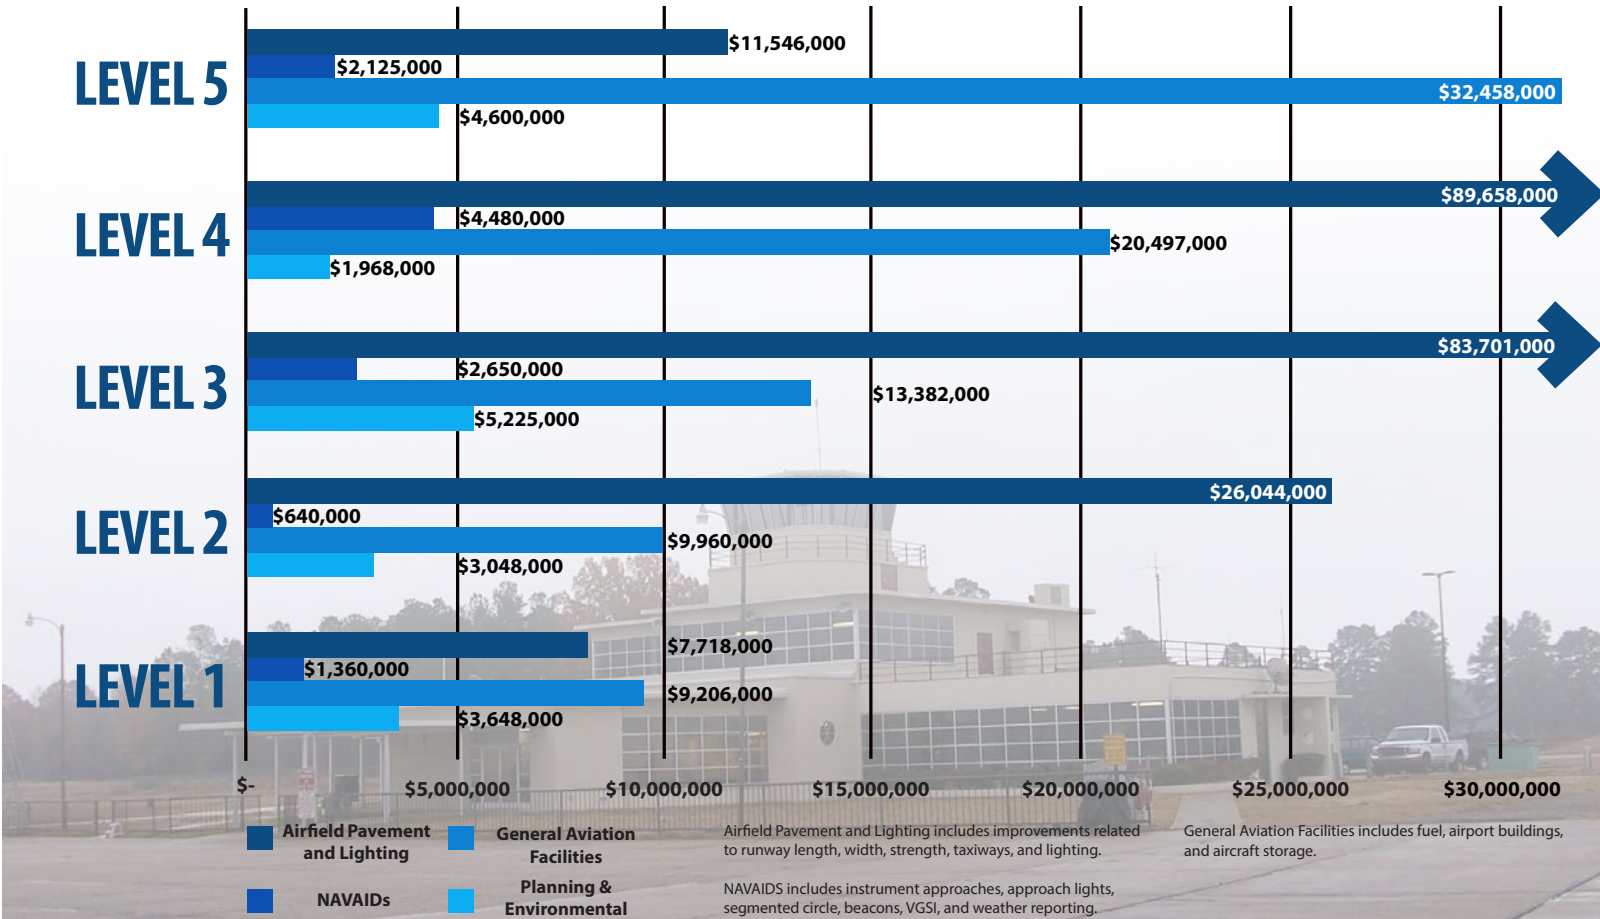 LEVEL 5
$11,546,000
$2,125,000
$32,458,000
$4,600,000
LEVEL 4
$89,658,000
$4,480,000
$20,497,000
$1,968,000
LEVEL 3
$83,701,000
$2,650,000
$13,382,000
$5,225,000
LEVEL 2
$26,044,000
$640,000
$9,960,000
$3,048,000
LEVEL 1
$7,718,000
$1,360,000
$9,206,000
$3,648,000
$- $5,000,000 $10,000,000 $15,000,000 $20,000,000 $25,000,000 $30,000,000
Airfield Pavement
and Lighting
General Aviation
Facilities
NAVAIDs
Planning &
Environmental
Airfield Pavement and Lighting includes improvements related
to runway length, width, strength, taxiways, and lighting.
NAVAIDS includes instrument approaches, approach lights,
segmented circle, beacons, VGSI, and weather reporting.
General Aviation Facilities includes fuel, airport buildings,
and aircraft storage.